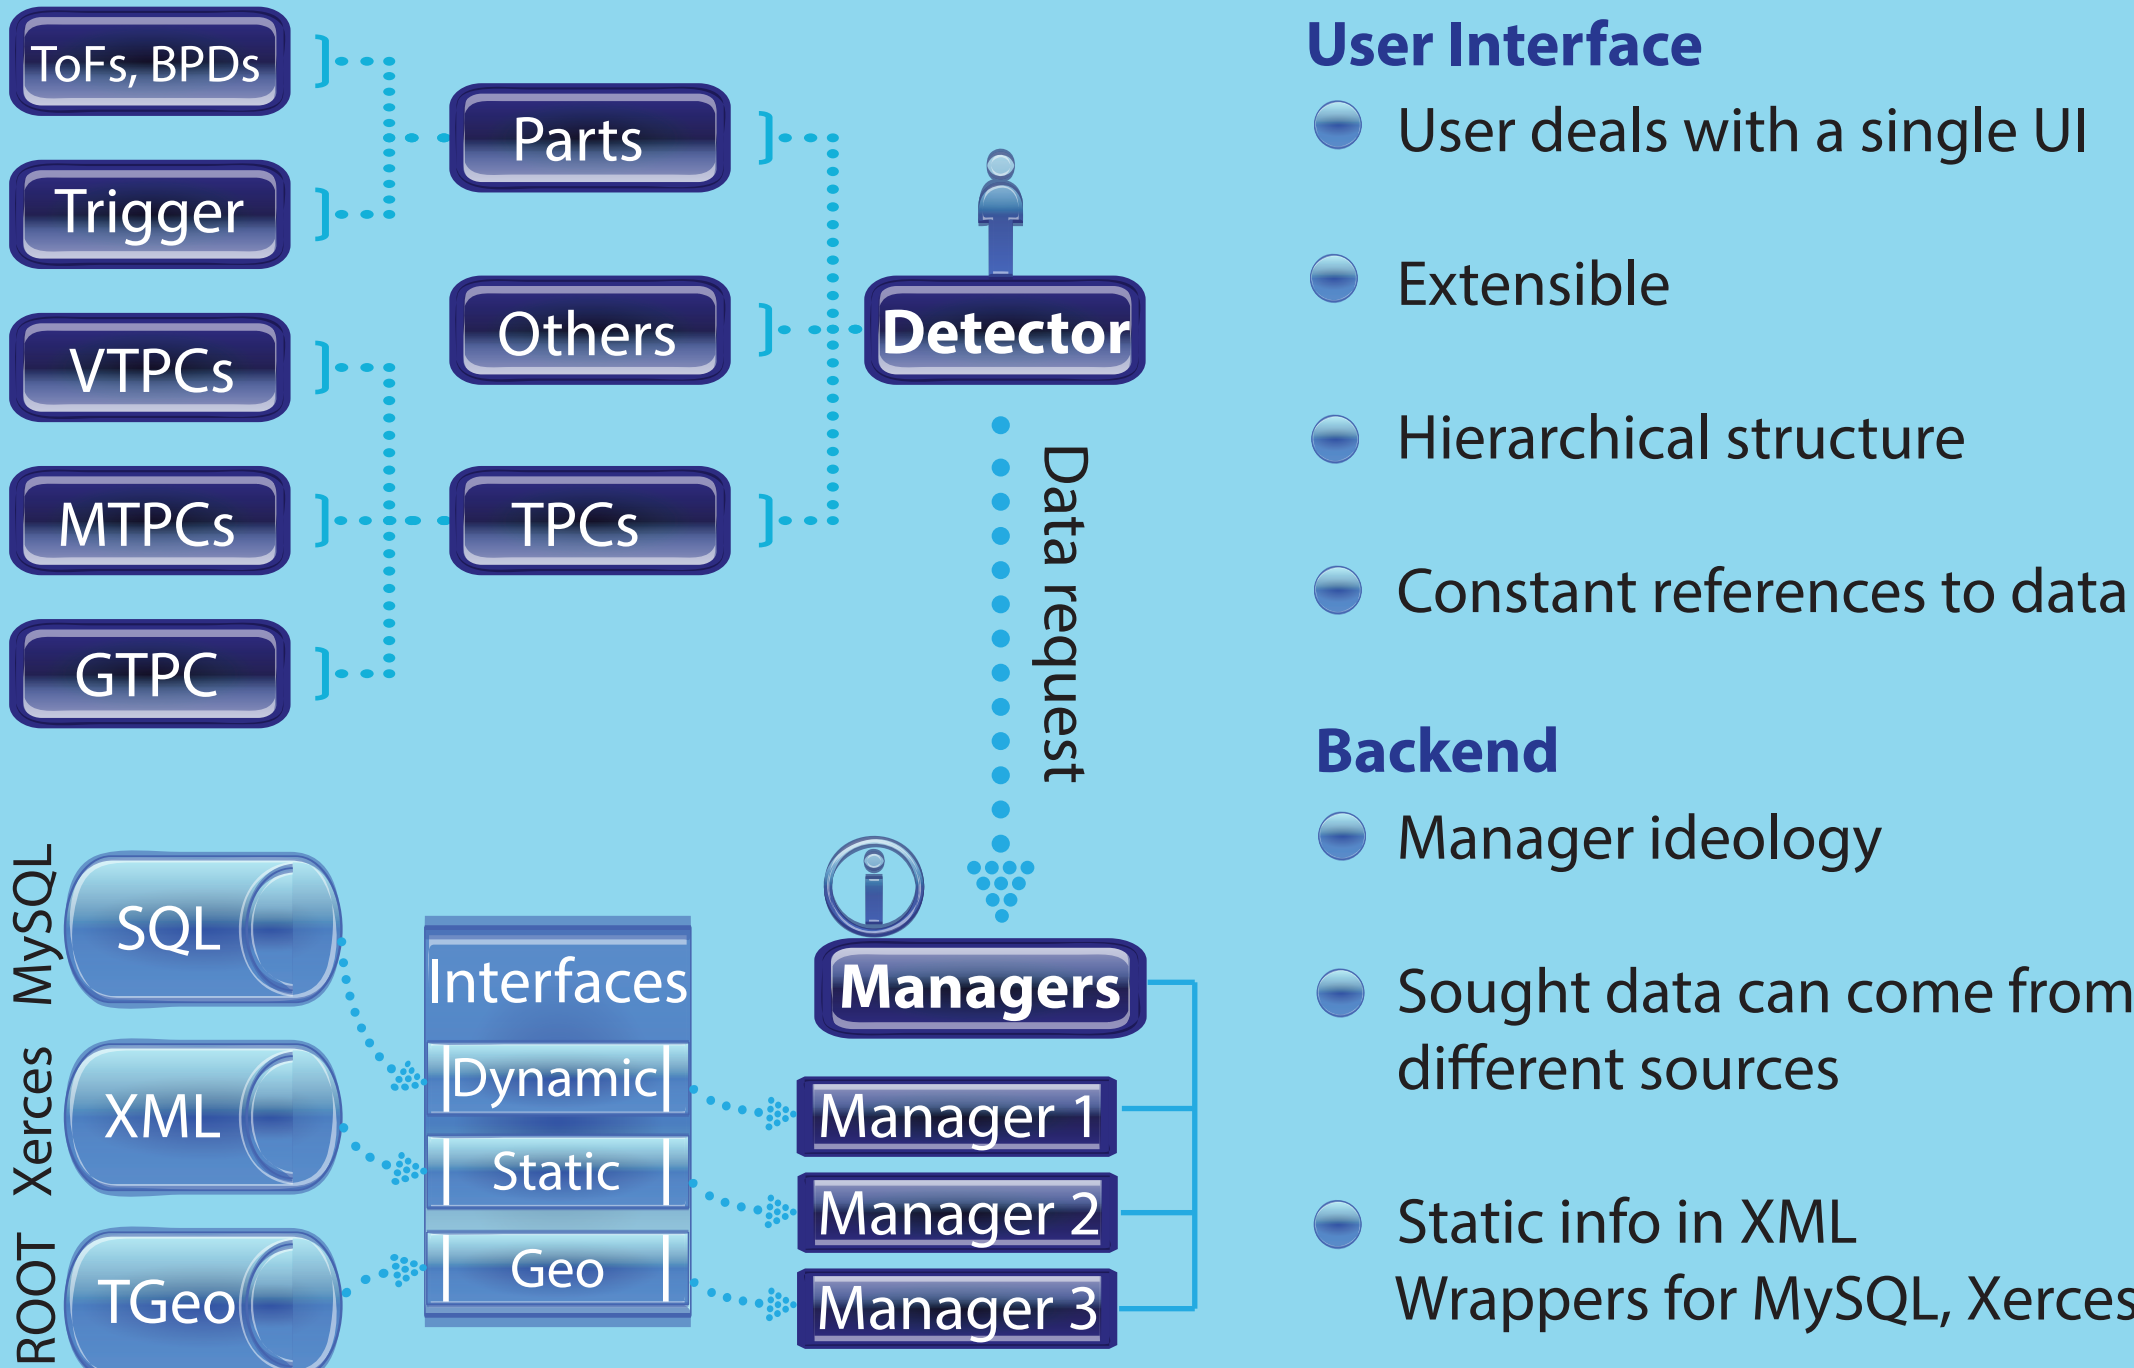 ToFs, BPDs
Trigger
VTPCs
MTPCs
GTPC
Parts
Others
TPCs
Detector
Data request
MySQL
SQL
Xerces
XML
ROOT
TGeo
Interfaces
Dynamic
Static
Geo
Managers
Manager 1
Manager 2
Manager 3
User Interface
User deals with a single UI
Extensible
Hierarchical structure
Constant references to data
Backend
Manager ideology
Sought data can come from
different sources
Static info in XML
Wrappers for MySQL, Xerces